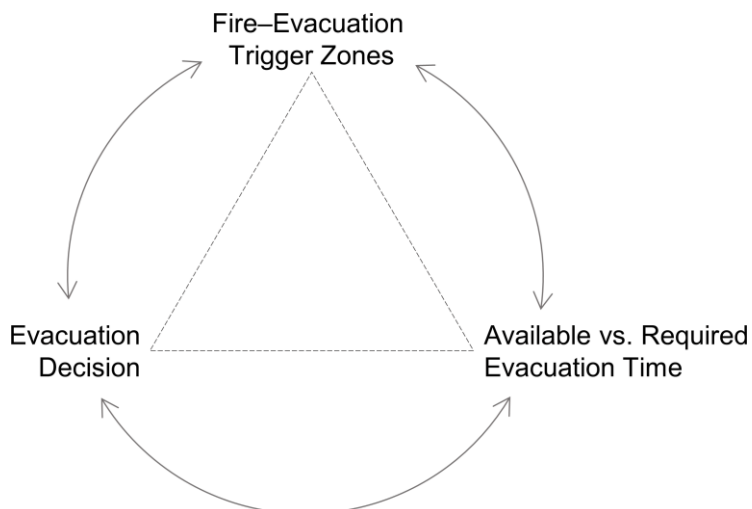 Fire–Evacuation
Trigger Zones
Evacuation
Decision
Available vs. Required
Evacuation Time